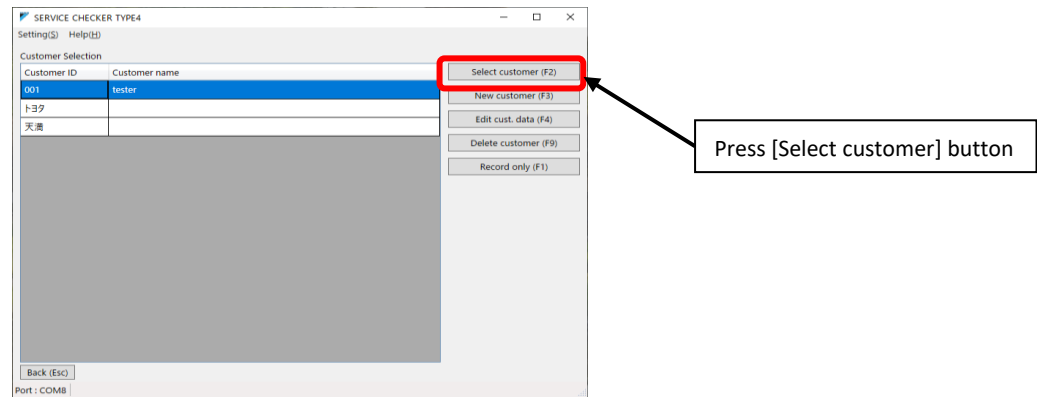 SERVICE CHECKER TYPE4
Setting(S) Help(H)
Customer Selection
Customer ID Customer name
001 tester
トヨタ
天満
Select customer (F2)
New customer (F3)
Edit cust. data (F4)
Delete customer (F9)
Record only (F1)
Press [Select customer] button
Back (Esc)
Port : COM8